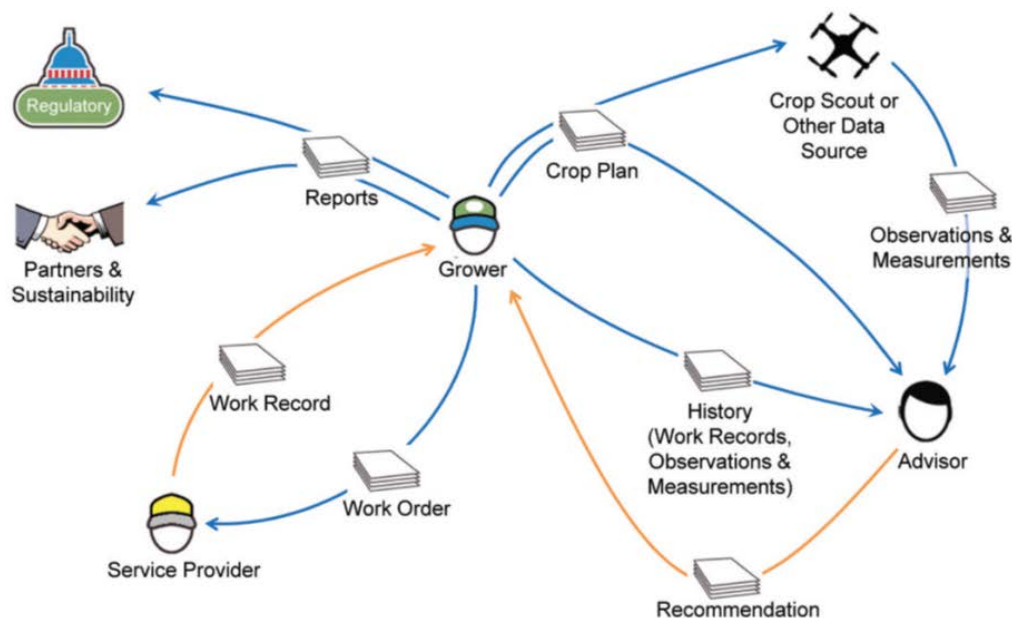 Regulatory
Crop Scout or
Other Data
Source
Reports
Crop Plan
Observations &
Measurements
Partners &
Sustainability
Grower
Work Record
History
(Work Records,
Observations &
Measurements)
Advisor
Work Order
Service Provider
Recommendation